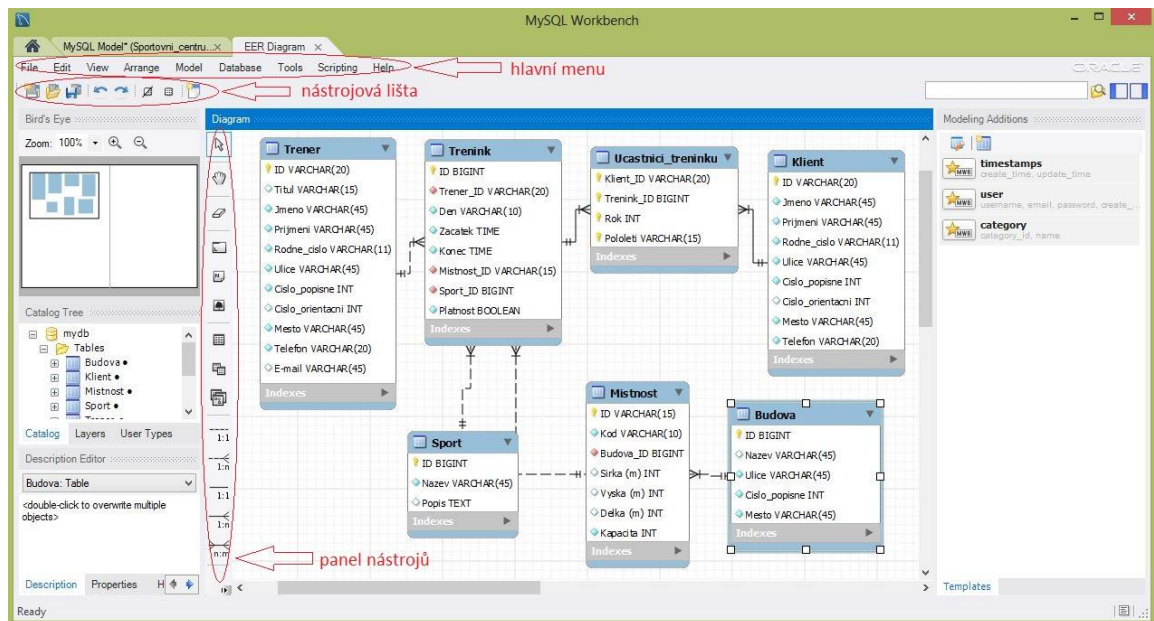 MySQL Workbench
MySQL Model* (Sportovni_centru...×
EER Diagram ×
File Edit View Arrange Model Database Tools Scripting Help
hlavní menu
ORACLE
nástrojová lišta
Bird's Eye
Zoom: 100%
Catalog Tree
mydb
Tables
Budova
Klient
Mistnost
Sport
Catalog Layers User Types
Description Editor
Budova: Table
<double-click to overwrite multiple
objects>
Description Properties H
Ready
Diagram
1:1
1:n
1:1
1:n
n:m
panel nástrojů
Trener
ID VARCHAR(20)
Titul VARCHAR(15)
Jmeno VARCHAR(45)
Prijmeni VARCHAR(45)
Rodne_cislo VARCHAR(11)
Ulice VARCHAR(45)
Cislo_popisne INT
Cislo_orientacni INT
Mesto VARCHAR(45)
Telefon VARCHAR(20)
E-mail VARCHAR(45)
Indexes
Trenink
ID BIGINT
Trener_ID VARCHAR(20)
Den VARCHAR(10)
Zacatek TIME
Konec TIME
Mistnost_ID VARCHAR(15)
Sport_ID BIGINT
Platnost BOOLEAN
Indexes
Ucastnici_treninku
Klient_ID VARCHAR(20)
Trenink_ID BIGINT
Rok INT
Pololeti VARCHAR(15)
Indexes
Klient
ID VARCHAR(20)
Jmeno VARCHAR(45)
Prijmeni VARCHAR(45)
Rodne_cislo VARCHAR(11)
Ulice VARCHAR(45)
Cislo_popisne INT
Cislo_orientacni INT
Mesto VARCHAR(45)
Telefon VARCHAR(20)
Indexes
Sport
ID BIGINT
Nazev VARCHAR(45)
Popis TEXT
Indexes
Mistnost
ID VARCHAR(15)
Kod VARCHAR(10)
Budova_ID BIGINT
Sirka (m) INT
Vyska (m) INT
Delka (m) INT
Kapacita INT
Indexes
Budova
ID BIGINT
Nazev VARCHAR(45)
Ulice VARCHAR(45)
Cislo_popisne INT
Mesto VARCHAR(45)
Indexes
Modeling Additions
MWB
timestamps
create_time, update_time
MWB
user
username, email, password, create_...
MWB
category
category_id, name
Templates